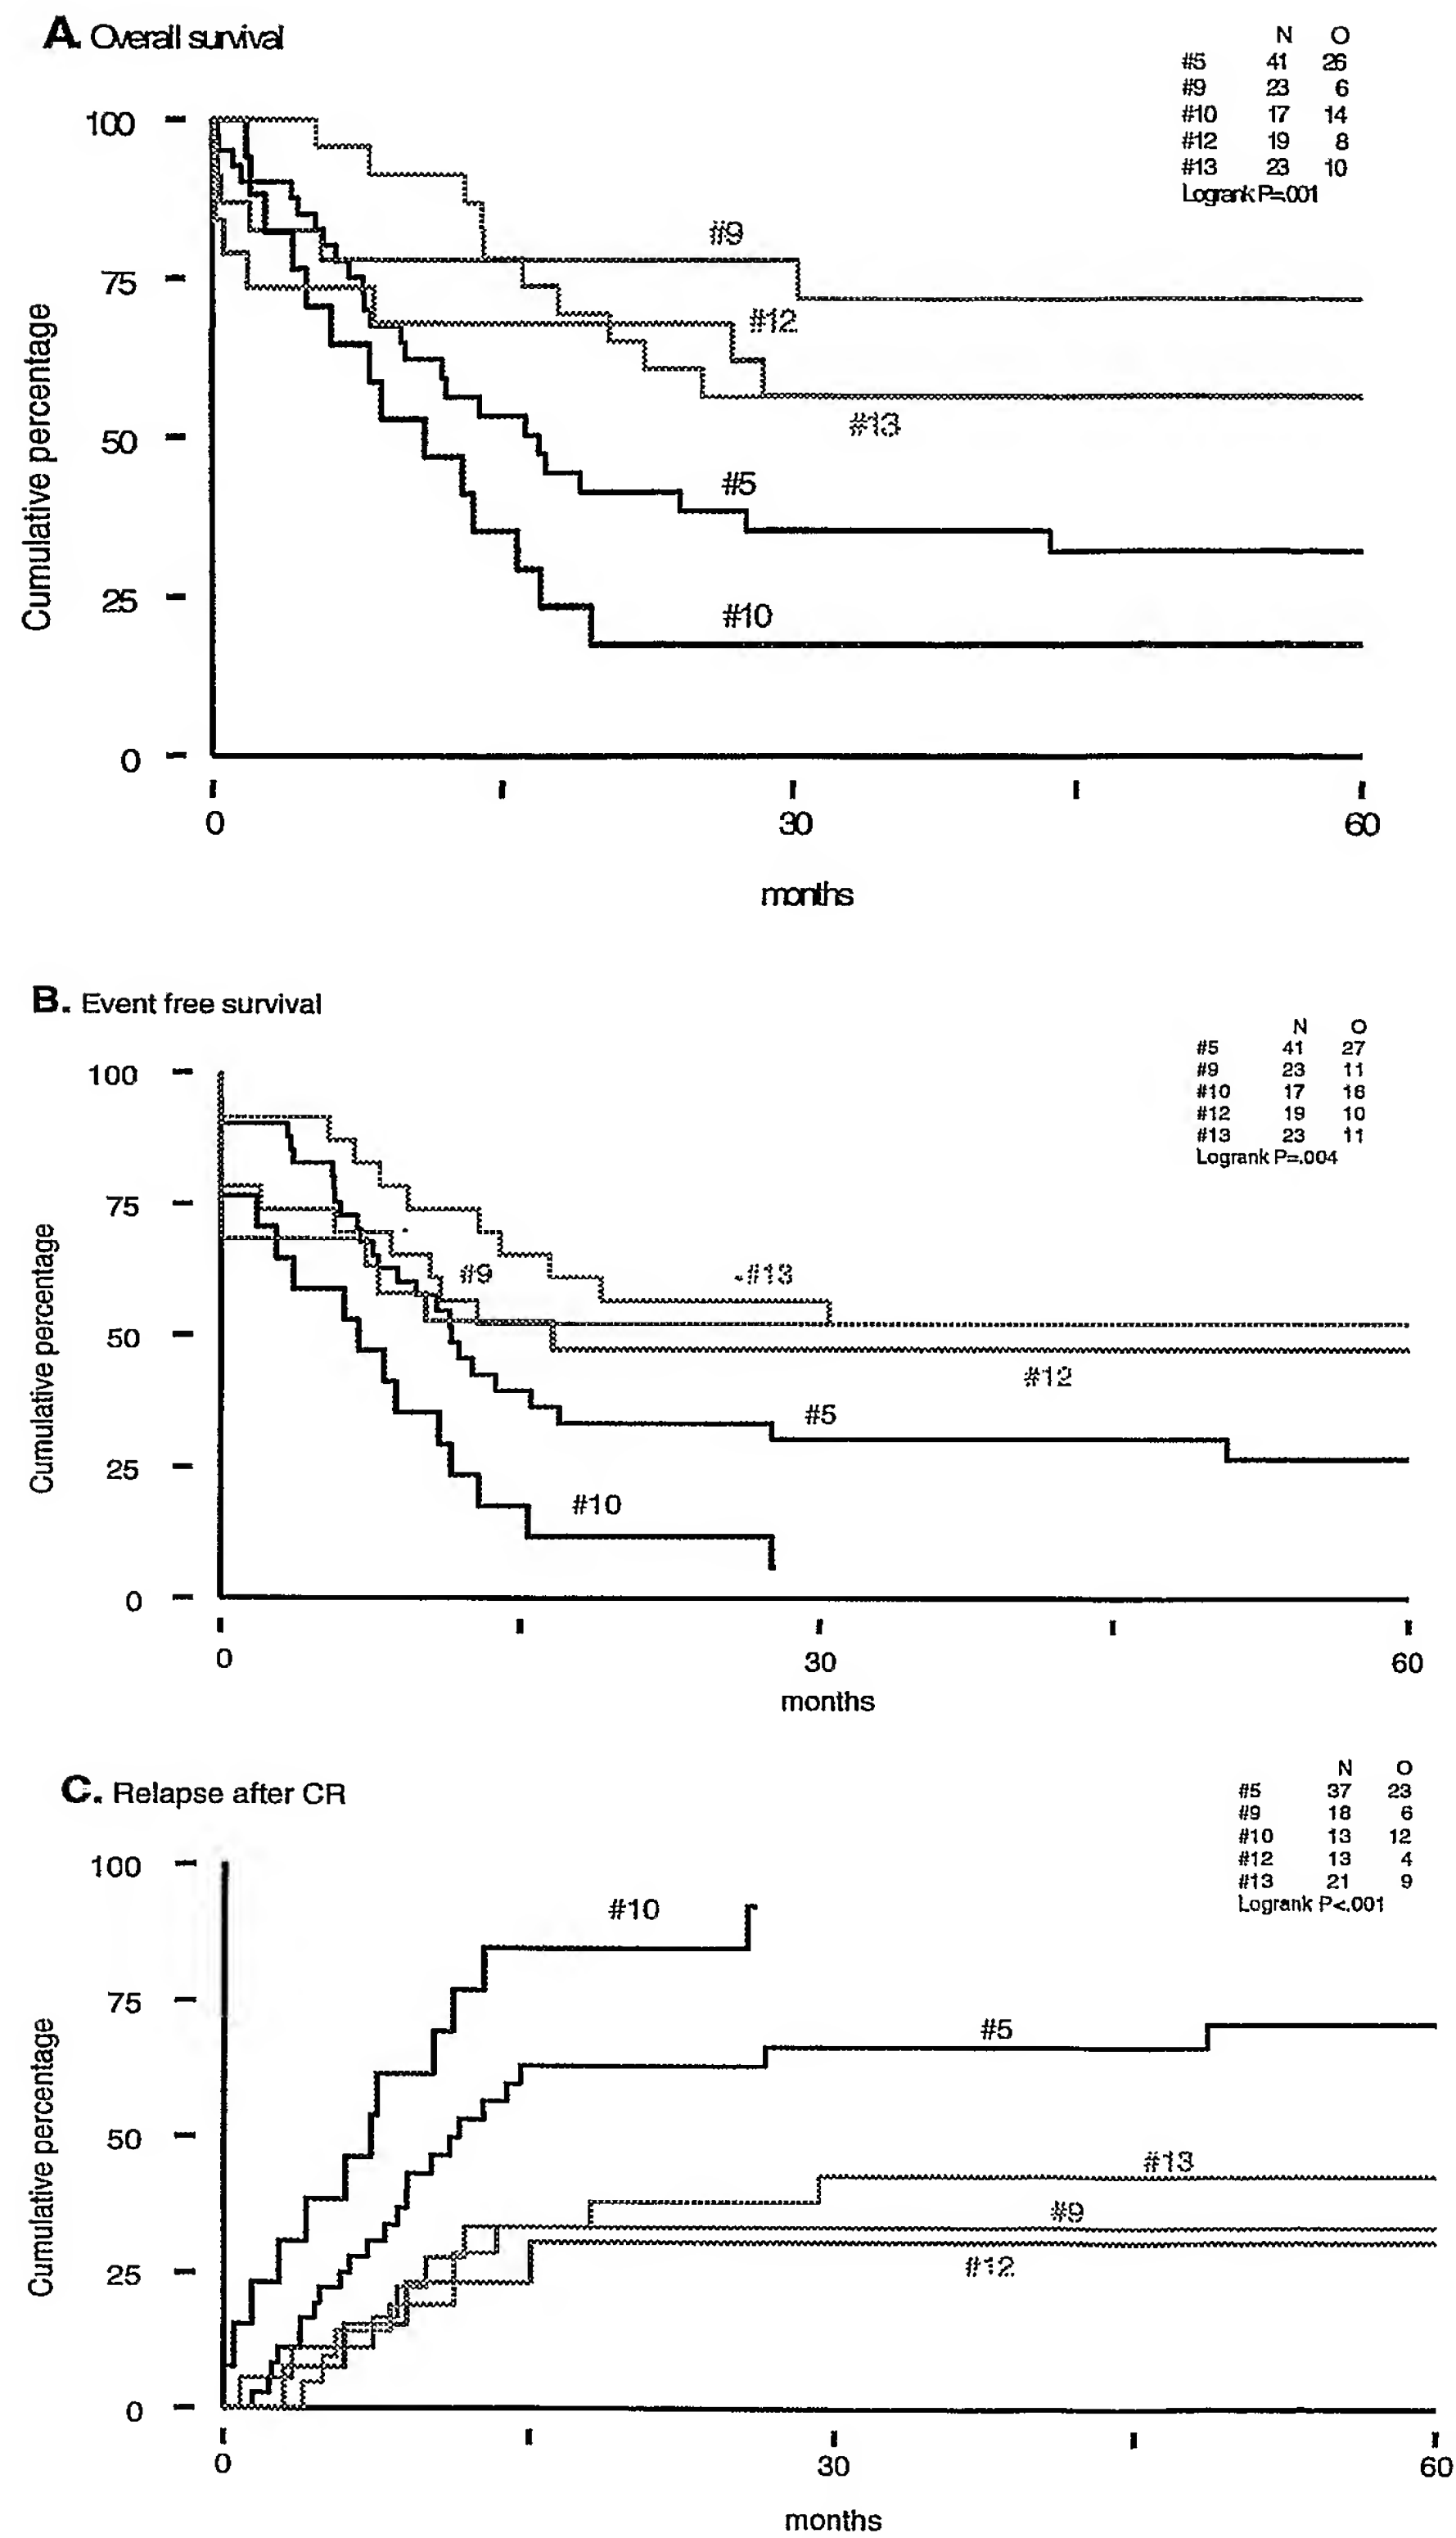 A. Overall survival
N O
#5 41 26
#9 23 6
#10 17 14
#12 19 8
#13 23 10
Logrank P=.001
100
75
50
25
0
Cumulative percentage
#9
#12
#13
#5
#10
0 30 60
months
B. Event free survival
N O
#5 41 27
#9 23 11
#10 17 16
#12 19 10
#13 23 11
Logrank P=.004
100
75
50
25
0
Cumulative percentage
#9
#13
#12
#5
#10
0 30 60
months
C. Relapse after CR
N O
#5 37 23
#9 18 6
#10 13 12
#12 13 4
#13 21 9
Logrank P<.001
100
75
50
25
0
Cumulative percentage
#10
#5
#13
#9
#12
0 30 60
months